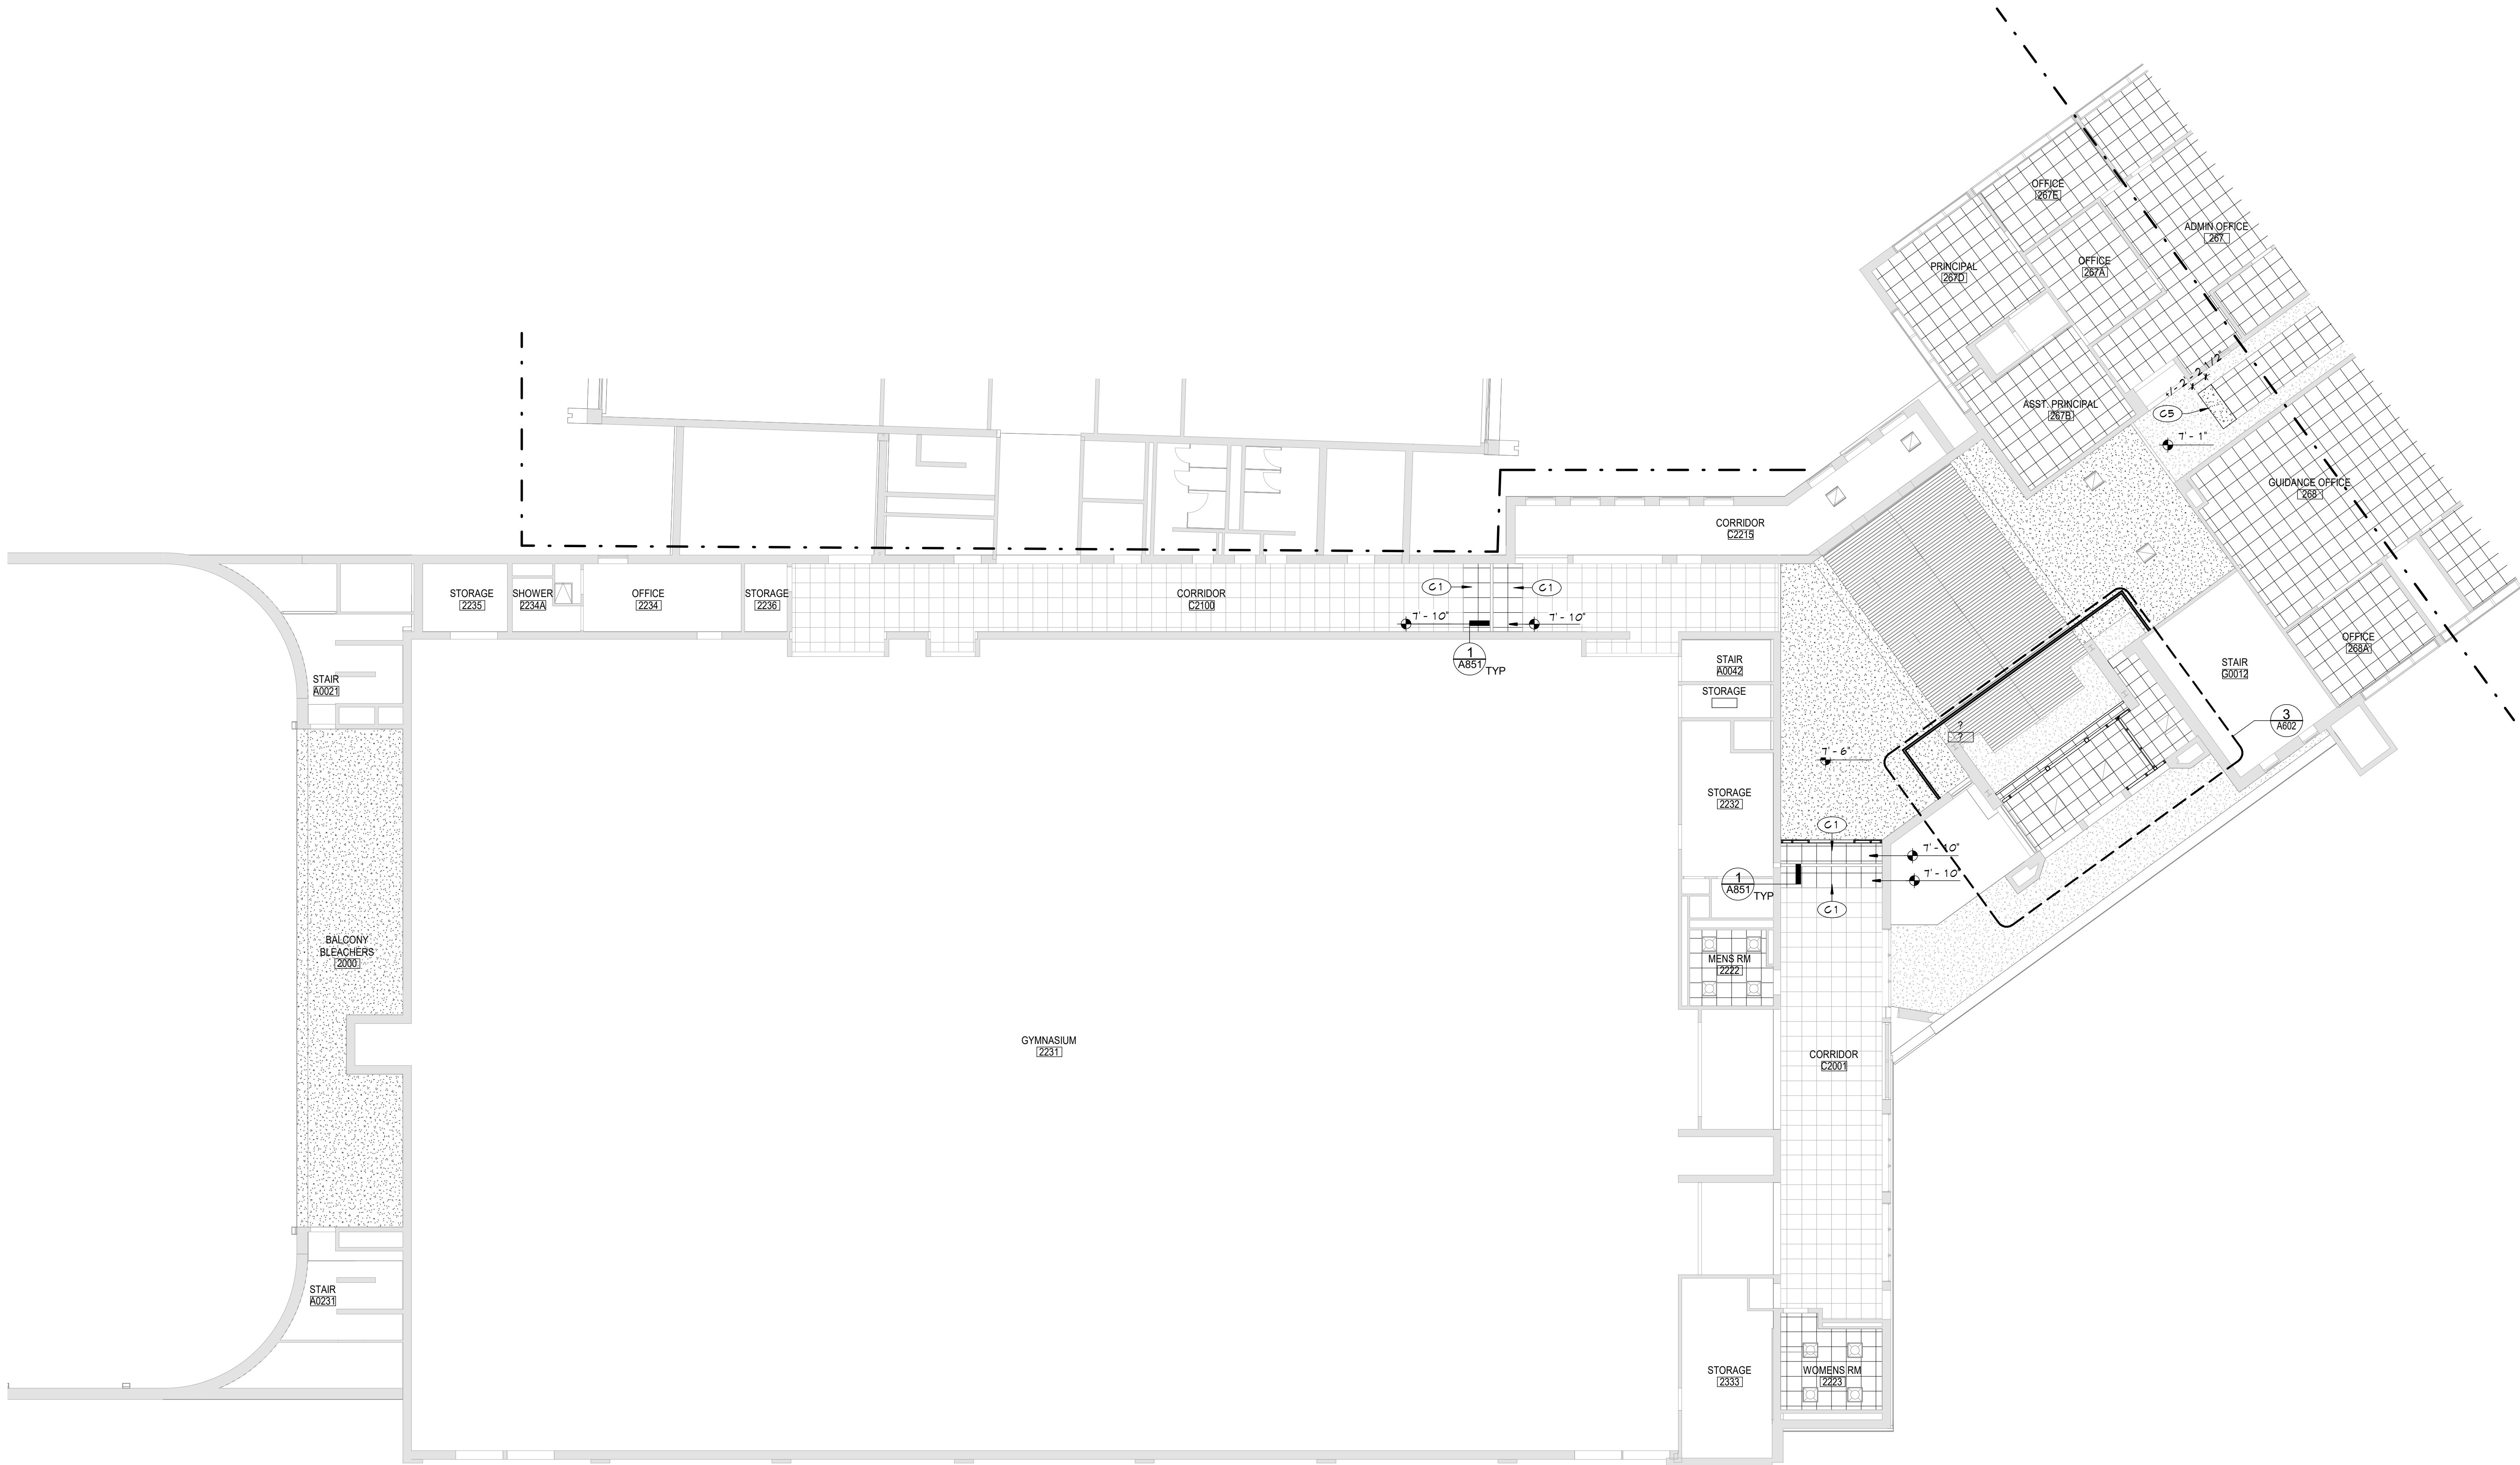 OFFICE
267E
ADMIN OFFICE
267
PRINCIPAL
267D
OFFICE
267A
+/- 2' - 2 1/2"
ASST. PRINCIPAL
267B
C5
7' - 1"
GUIDANCE OFFICE
268
CORRIDOR
C2215
STORAGE
2235
SHOWER
2234A
OFFICE
2234
STORAGE
2236
CORRIDOR
C2100
C1
C1
7' - 10"
7' - 10"
1
A851
TYP
STAIR
A0042
STORAGE
OFFICE
268A
STAIR
G0012
STAIR
A0021
3
A602
?
?
7' - 6"
STORAGE
2232
C1
7' - 10"
7' - 10"
1
A851
TYP
C1
BALCONY
BLEACHERS
2000
MENS RM
2222
GYMNASIUM
2231
CORRIDOR
C2001
STAIR
A0231
STORAGE
2333
WOMENS RM
2223